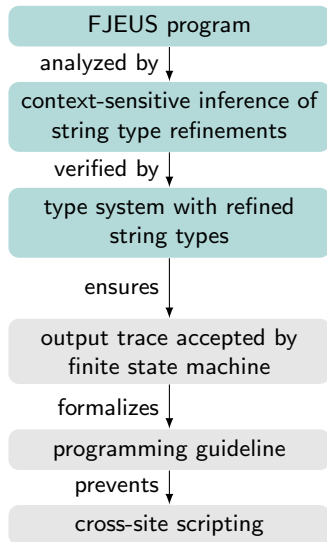 FJEUS program
analyzed by
context-sensitive inference of
string type refinements
verified by
type system with refined
string types
ensures
output trace accepted by
finite state machine
formalizes
programming guideline
prevents
cross-site scripting